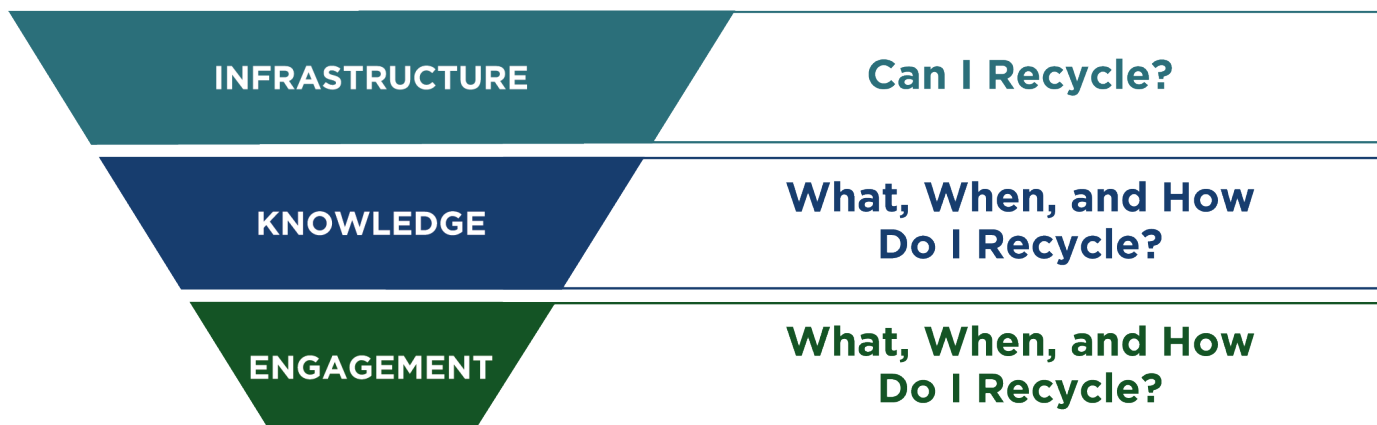 INFRASTRUCTURE
Can I Recycle?
KNOWLEDGE
What, When, and How
Do I Recycle?
ENGAGEMENT
What, When, and How
Do I Recycle?